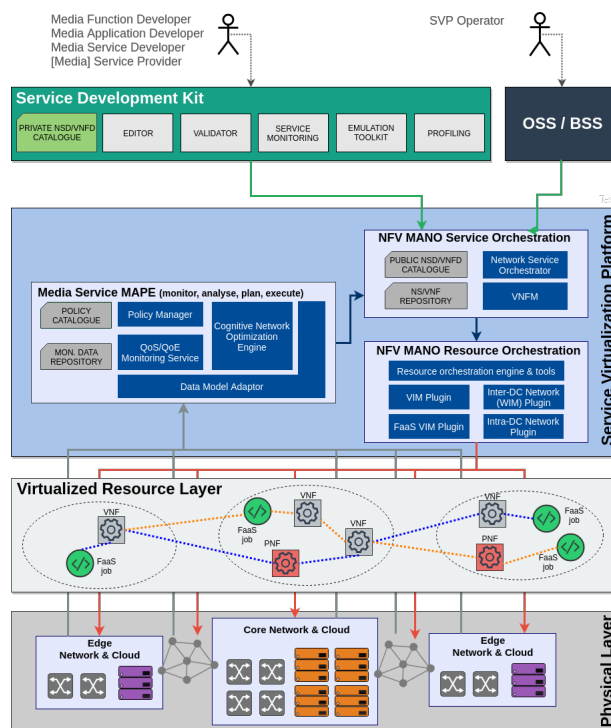 Media Function Developer
Media Application Developer
Media Service Developer
[Media] Service Provider
SVP Operator
Service Development Kit
PRIVATE NSD/VNFD
CATALOGUE
EDITOR
VALIDATOR
SERVICE
MONITORING
EMULATION
TOOLKIT
PROFILING
OSS / BSS
Service Virtualization Platform
NFV MANO Service Orchestration
PUBLIC NSD/VNFD
CATALOGUE
Network Service
Orchestrator
NS/VNF
REPOSITORY
VNFM
Media Service MAPE (monitor, analyse, plan, execute)
POLICY
CATALOGUE
Policy Manager
Cognitive Network
Optimization
Engine
MON. DATA
REPOSITORY
QoS/QoE
Monitoring Service
Data Model Adaptor
NFV MANO Resource Orchestration
Resource orchestration engine & tools
VIM Plugin
Inter-DC Network
(WIM) Plugin
FaaS VIM Plugin
Intra-DC Network
Plugin
Virtualized Resource Layer
VNF
FaaS
job
FaaS
job
VNF
PNF
VNF
VNF
FaaS
job
PNF
FaaS
job
Physical Layer
Edge
Network & Cloud
Core Network & Cloud
Edge
Network & Cloud